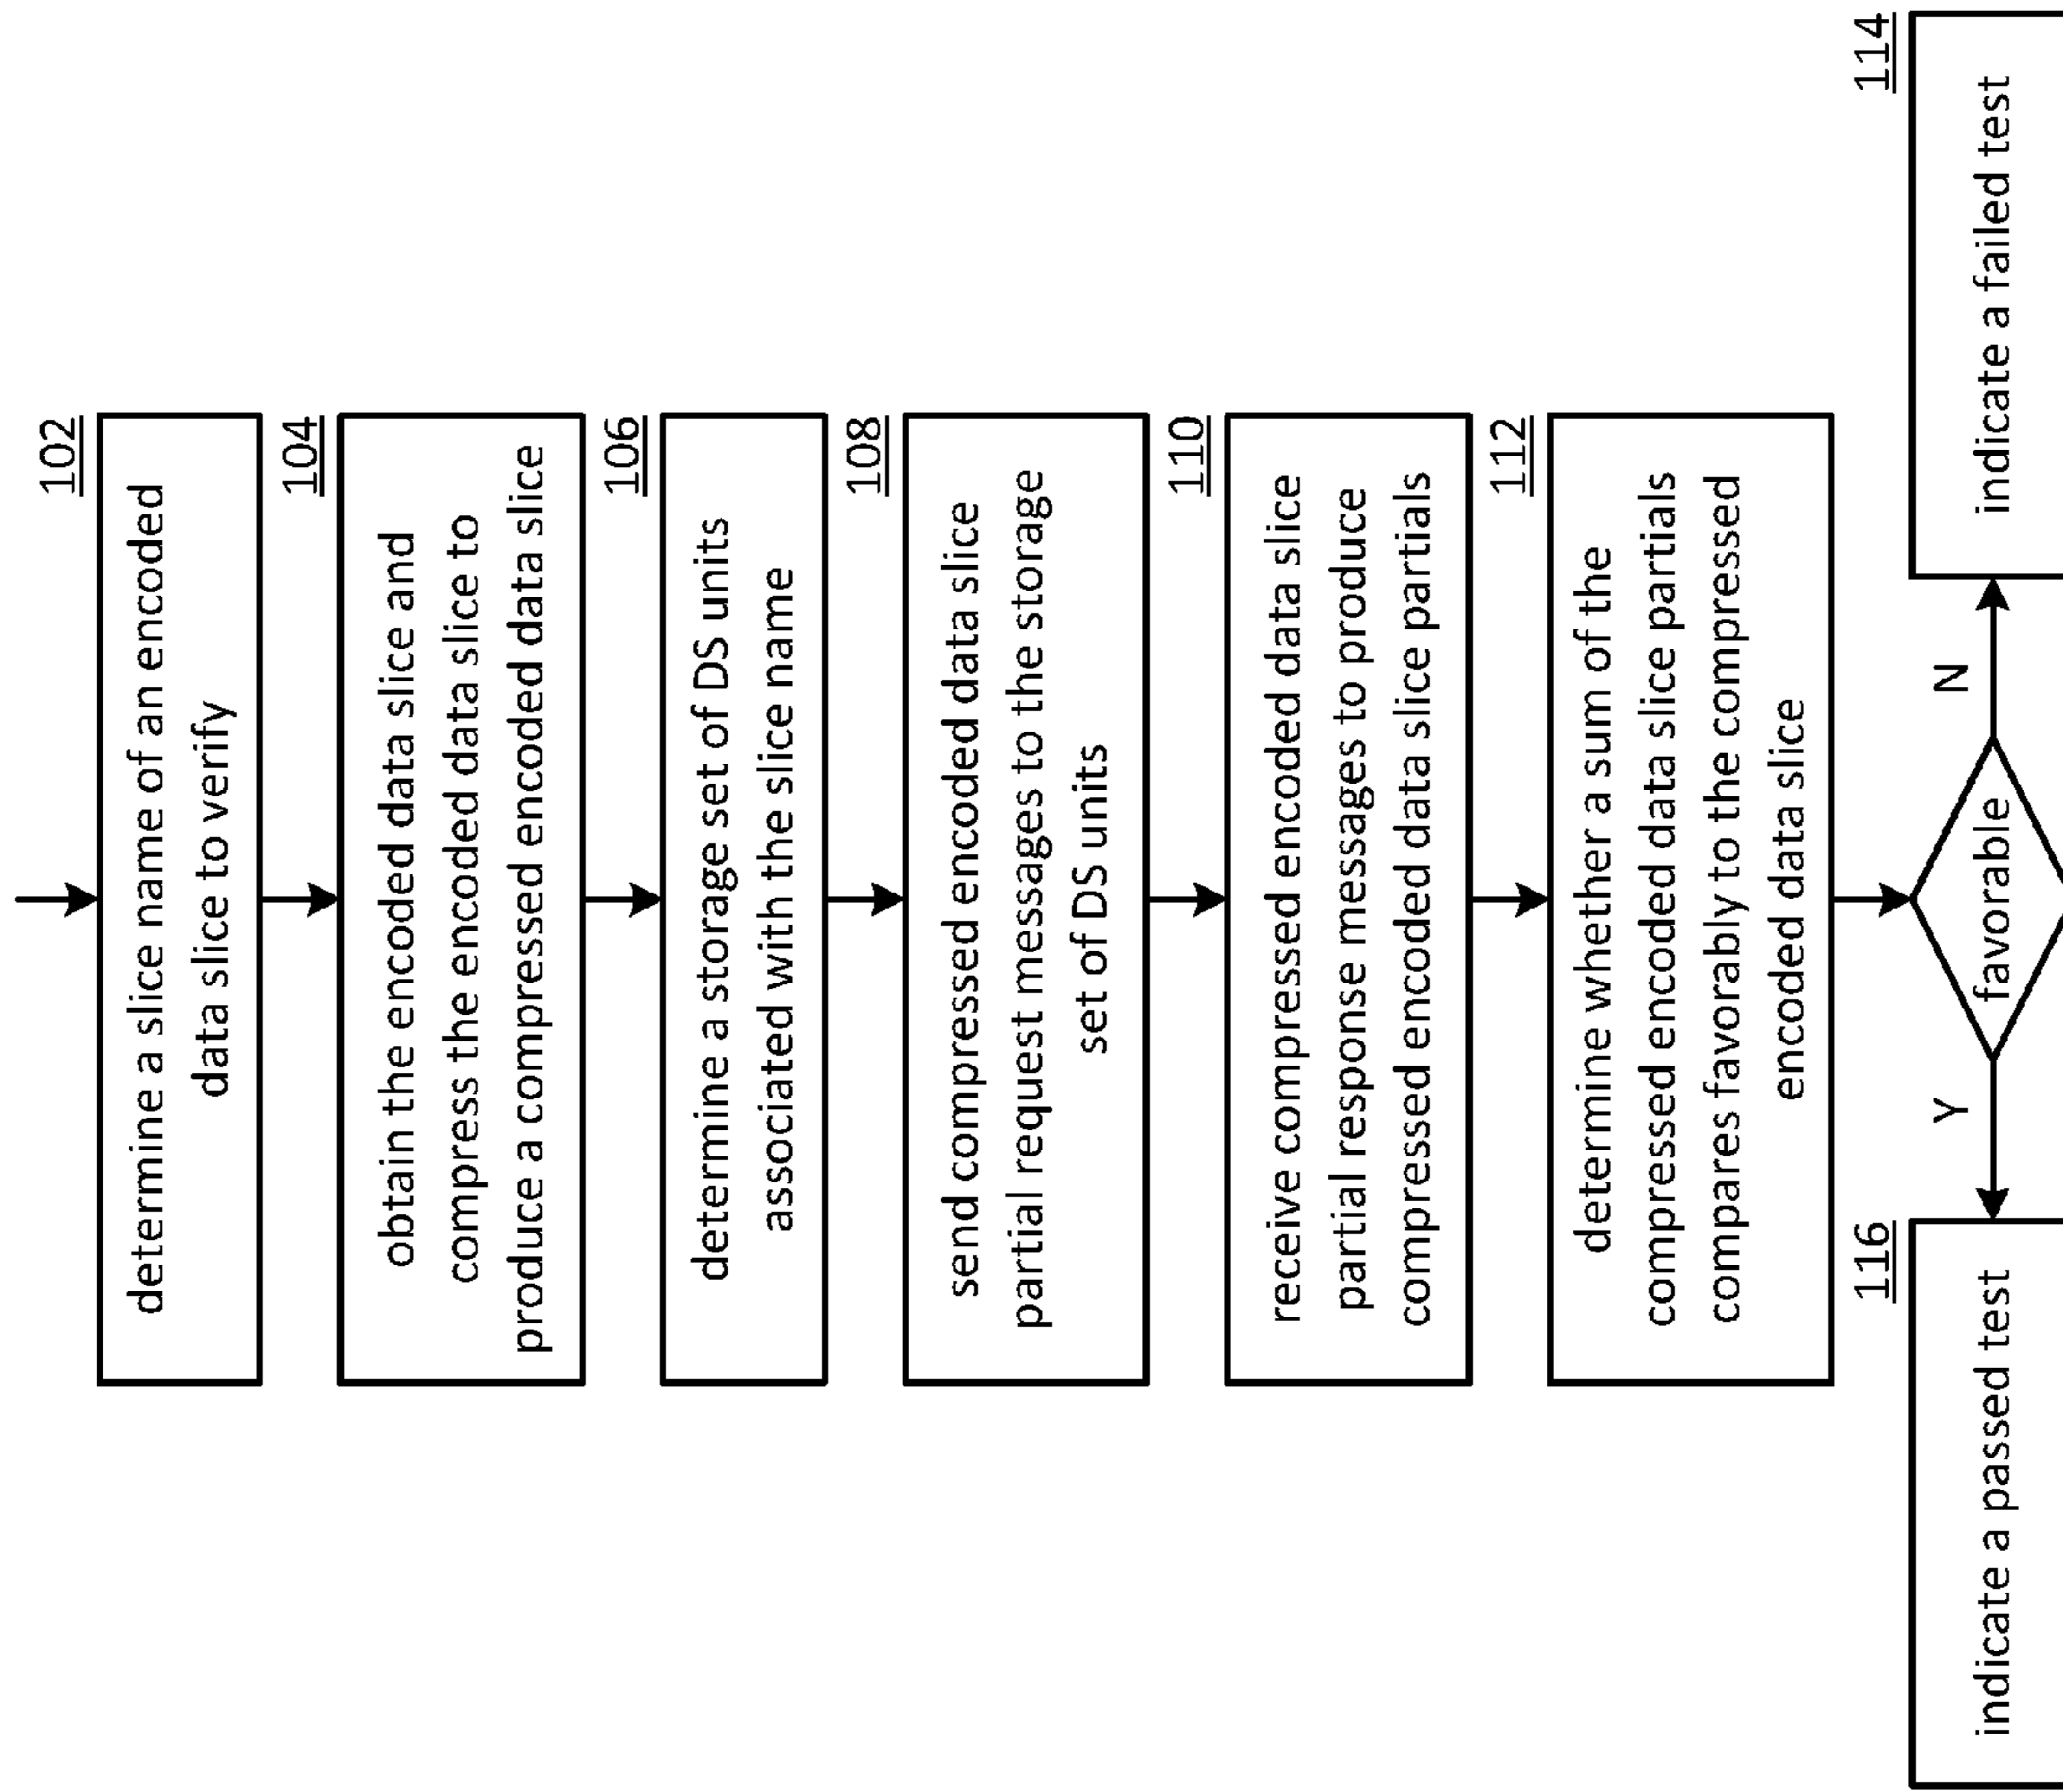 102
determine a slice name of an encoded
data slice to verify
104
obtain the encoded data slice and
compress the encoded data slice to
produce a compressed encoded data slice
106
determine a storage set of DS units
associated with the slice name
108
send compressed encoded data slice
partial request messages to the storage
set of DS units
110
receive compressed encoded data slice
partial response messages to produce
compressed encoded data slice partials
112
determine whether a sum of the
compressed encoded data slice partials
compares favorably to the compressed
encoded data slice
favorable
Y
N
116
indicate a passed test
114
indicate a failed test